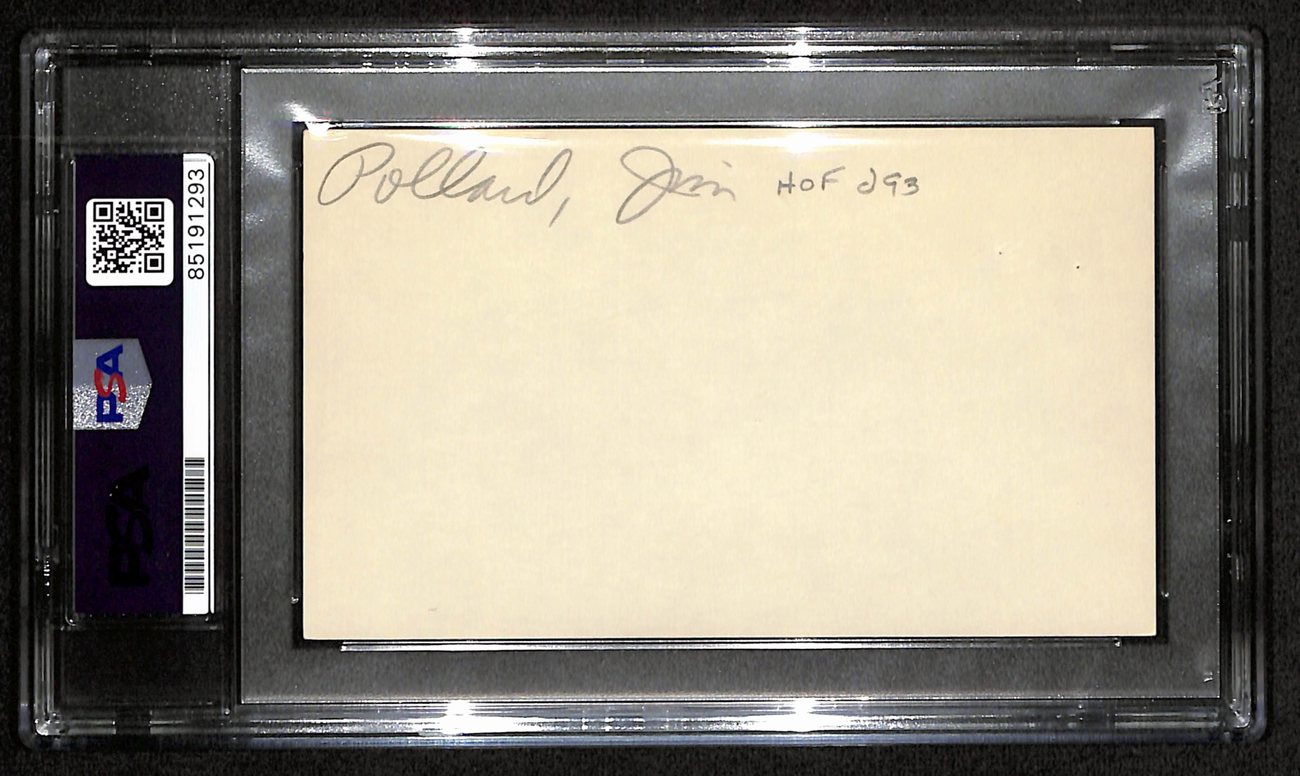 Pollard, Jim HOF d93
85191293
PSA
PSA